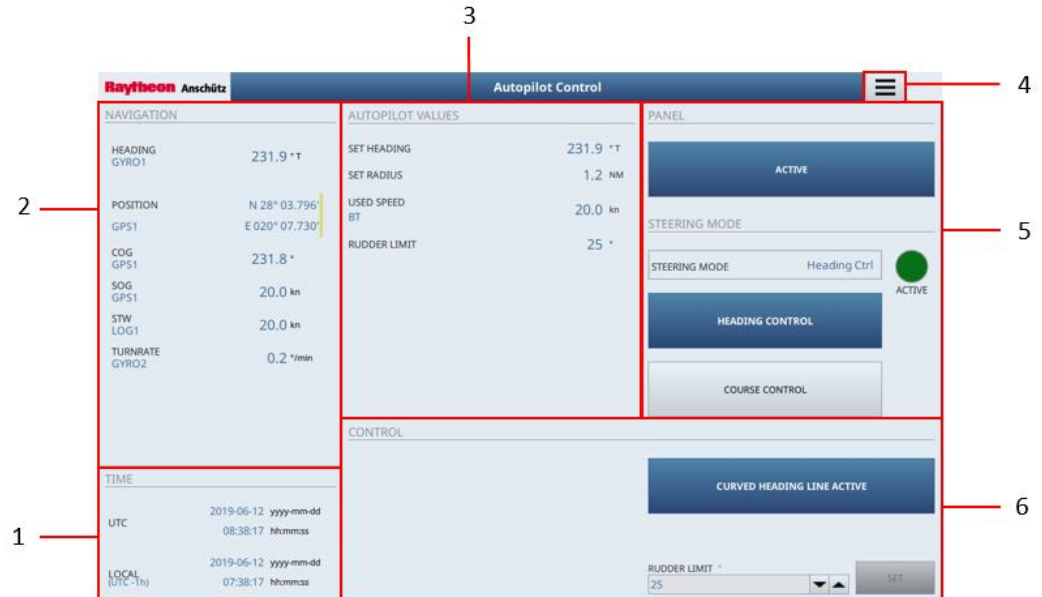 3
Raytheon Anschütz
Autopilot Control
4
NAVIGATION
HEADING 231.9 °T
GYRO1
2
POSITION N 28° 03.796'
GPS1 E 020° 07.730'
COG 231.8 °
GPS1
SOG 20.0 kn
GPS1
STW 20.0 kn
LOG1
TURNRATE 0.2 °/min
GYRO2
AUTOPILOT VALUES
SET HEADING 231.9 °T
SET RADIUS 1.2 NM
USED SPEED 20.0 kn
BT
RUDDER LIMIT 25 °
PANEL
ACTIVE
STEERING MODE
5
STEERING MODE Heading Ctrl
ACTIVE
HEADING CONTROL
COURSE CONTROL
TIME
1
UTC 2019-06-12 yyyy-mm-dd
08:38:17 hh:mm:ss
LOCAL 2019-06-12 yyyy-mm-dd
(UTC -1h) 07:38:17 hh:mm:ss
CONTROL
CURVED HEADING LINE ACTIVE
6
RUDDER LIMIT °
25
SET